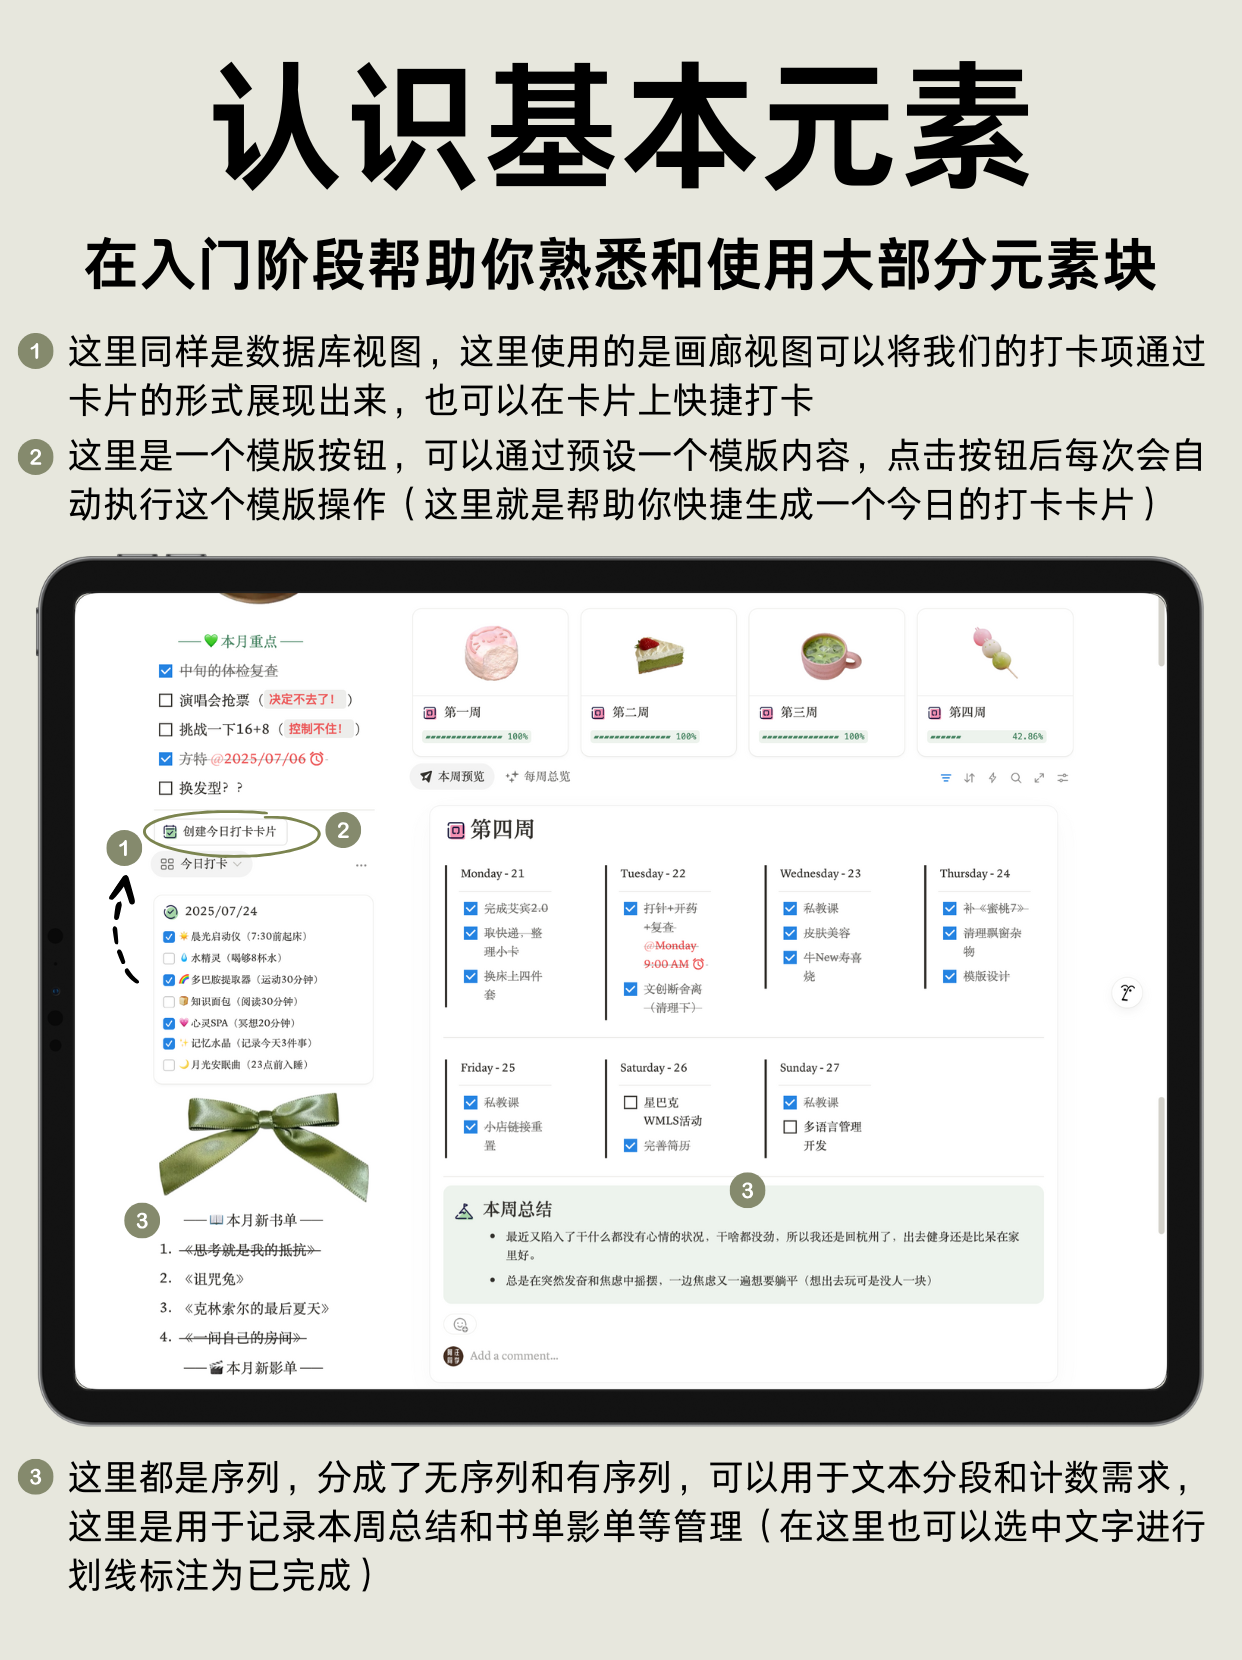 认识基本元素
在入门阶段帮助你熟悉和使用大部分元素块
1 这里同样是数据库视图，这里使用的是画廊视图可以将我们的打卡项通过
卡片的形式展现出来，也可以在卡片上快捷打卡
2 这里是一个模版按钮，可以通过预设一个模版内容，点击按钮后每次会自
动执行这个模版操作（这里就是帮助你快捷生成一个今日的打卡卡片）
本月重点
中旬的体检复查
演唱会抢票（决定不去了！）
挑战一下16+8（控制不住！）
方特 @2025/07/06
换发型？？
创建今日打卡卡片
2
1
今日打卡
2025/07/24
晨光启动仪（7:30前起床）
水精灵（喝够8杯水）
多巴胺提取器（运动30分钟）
知识面包（阅读30分钟）
心灵SPA（冥想20分钟）
记忆水晶（记录今天3件事）
月光安眠曲（23点前入睡）
3
本月新书单
1. 《思考就是我的抵抗》
2. 《诅咒兔》
3. 《克林索尔的最后夏天》
4. 《一间自己的房间》
本月新影单
第一周
100%
第二周
100%
第三周
100%
第四周
42.86%
本周预览
每周总览
第四周
Monday - 21
完成艾宾2.0
取快递、整
理小卡
换床上四件
套
Tuesday - 22
打针+开药
+复查
@Monday
9:00 AM
文创断舍离
（清理下）
Wednesday - 23
私教课
皮肤美容
牛New寿喜
烧
Thursday - 24
补《蜜桃7》
清理飘窗杂
物
模版设计
Friday - 25
私教课
小店链接重
置
Saturday - 26
星巴克
WMLS活动
完善简历
Sunday - 27
私教课
多语言管理
开发
3
本周总结
• 最近又陷入了干什么都没有心情的状况，干啥都没劲，所以我还是回杭州了，出去健身还是比呆在家
里好。
• 总是在突然发奋和焦虑中摇摆，一边焦虑又一遍想要躺平（想出去玩可是没人一块）
Add a comment...
3 这里都是序列，分成了无序列和有序列，可以用于文本分段和计数需求，
这里是用于记录本周总结和书单影单等管理（在这里也可以选中文字进行
划线标注为已完成）